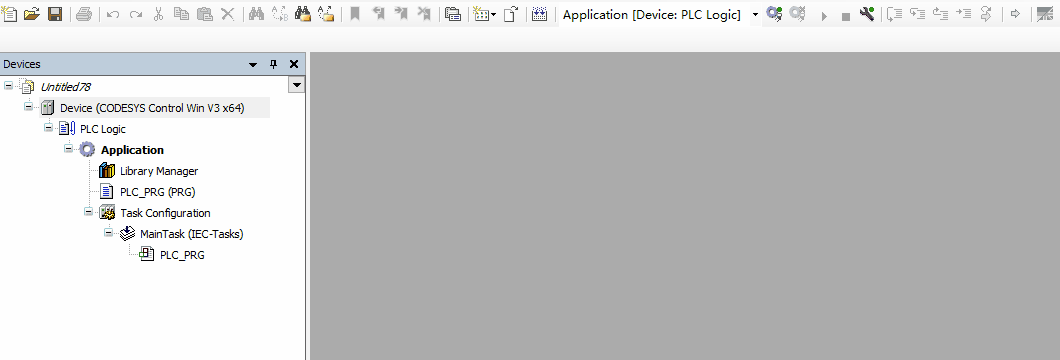 Application [Device: PLC Logic]
Devices
Untitled78
Device (CODESYS Control Win V3 x64)
PLC Logic
Application
Library Manager
PLC_PRG (PRG)
Task Configuration
MainTask (IEC-Tasks)
PLC_PRG